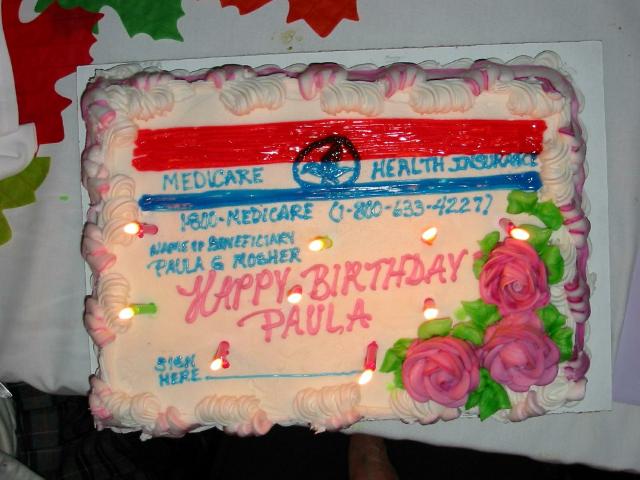 MEDICARE HEALTH INSURANCE
1-800-MEDICARE (1-800-633-4227)
NAME OF BENEFICIARY
PAULA G MOSHER
HAPPY BIRTHDAY
PAULA
SIGN
HERE